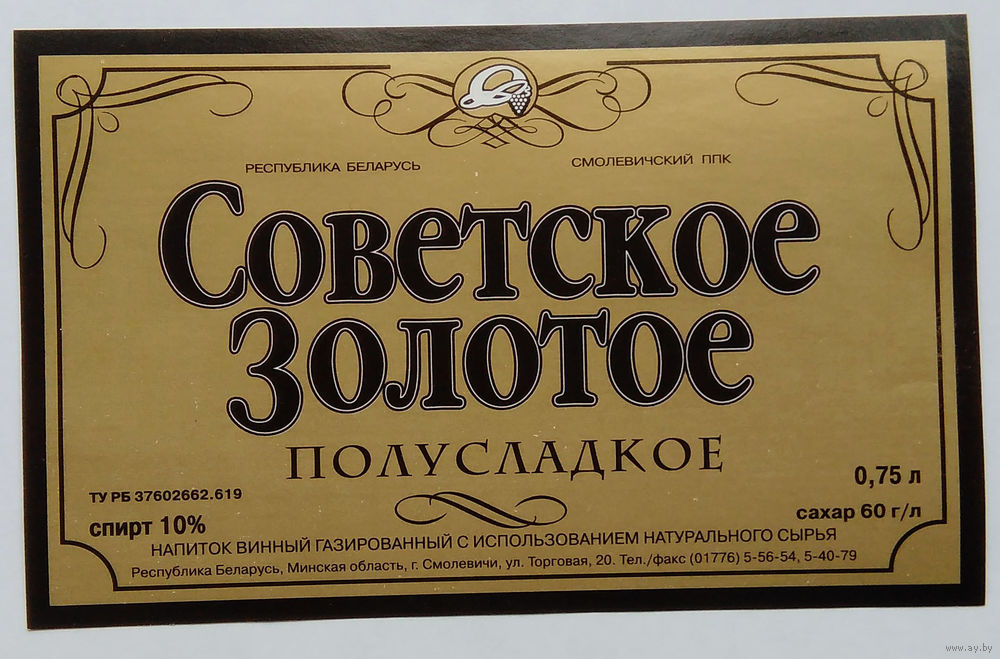 РЕСПУБЛИКА БЕЛАРУСЬ СМОЛЕВИЧСКИЙ ППК
СОВЕТСКОЕ
ЗОЛОТОЕ
ПОЛУСЛАДКОЕ
ТУ РБ 37602662.619
0,75 л
спирт 10%
сахар 60 г/л
НАПИТОК ВИННЫЙ ГАЗИРОВАННЫЙ С ИСПОЛЬЗОВАНИЕМ НАТУРАЛЬНОГО СЫРЬЯ
Республика Беларусь, Минская область, г. Смолевичи, ул. Торговая, 20. Тел./факс (01776) 5-56-54, 5-40-79
www.ay.by